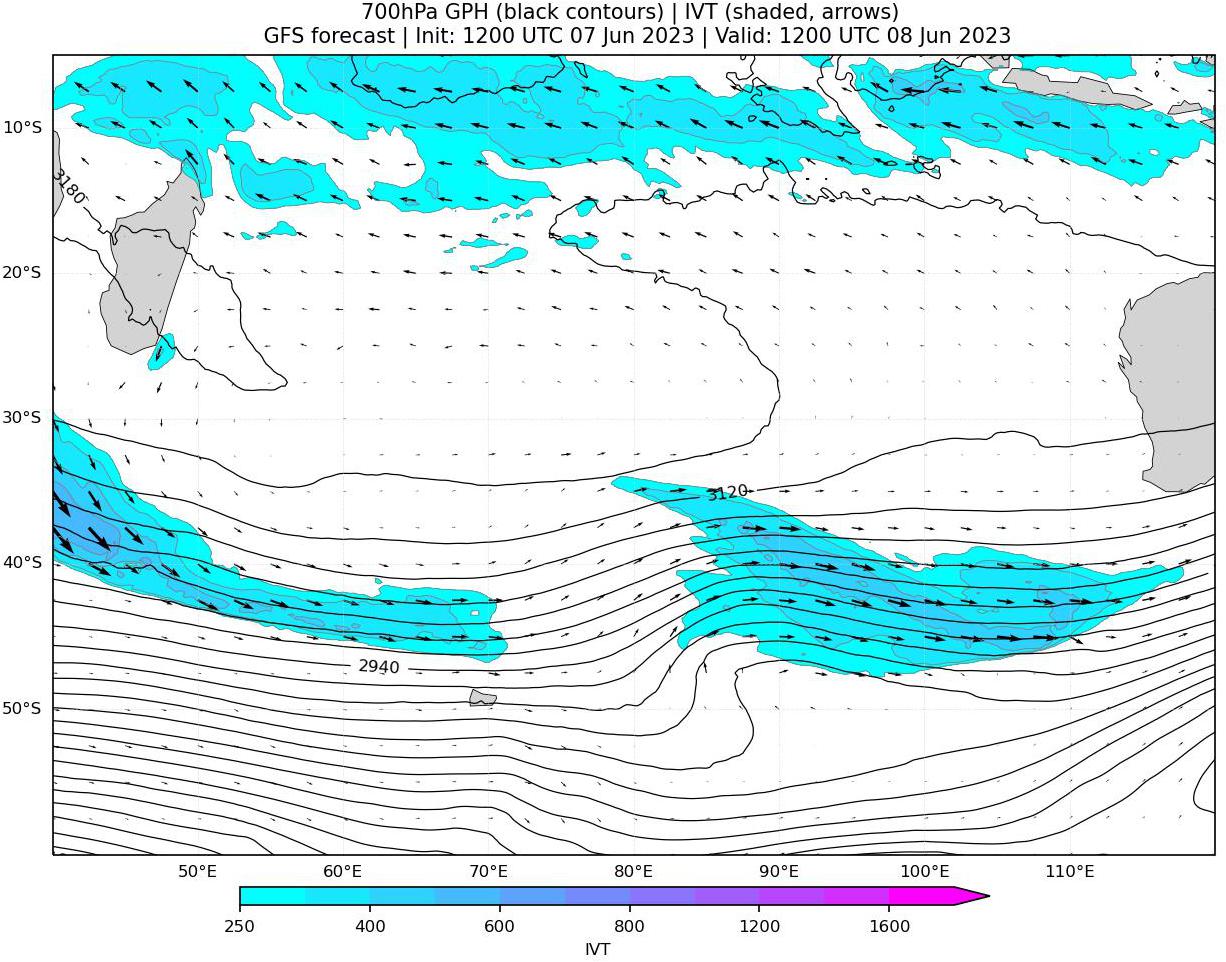 700hPa GPH (black contours) | IVT (shaded, arrows)
GFS forecast | Init: 1200 UTC 07 Jun 2023 | Valid: 1200 UTC 08 Jun 2023
10°S
3180
20°S
30°S
3120
40°S
2940
50°S
50°E 60°E 70°E 80°E 90°E 100°E 110°E
250 400 600 800 1200 1600
IVT